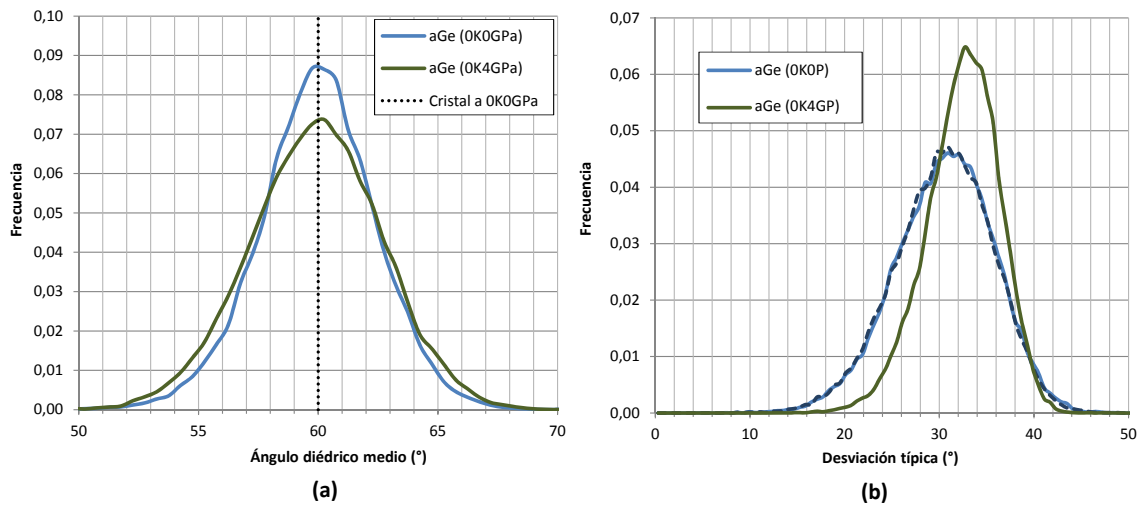 0,10
0,09
0,08
0,07
0,06
0,05
0,04
0,03
0,02
0,01
0,00
Frecuencia
aGe (0K0GPa)
aGe (0K4GPa)
Cristal a 0K0GPa
50 55 60 65 70
Ángulo diédrico medio (°)
(a)
0,07
0,06
0,05
0,04
0,03
0,02
0,01
0,00
Frecuencia
aGe (0K0P)
aGe (0K4GP)
0 10 20 30 40 50
Desviación típica (°)
(b)